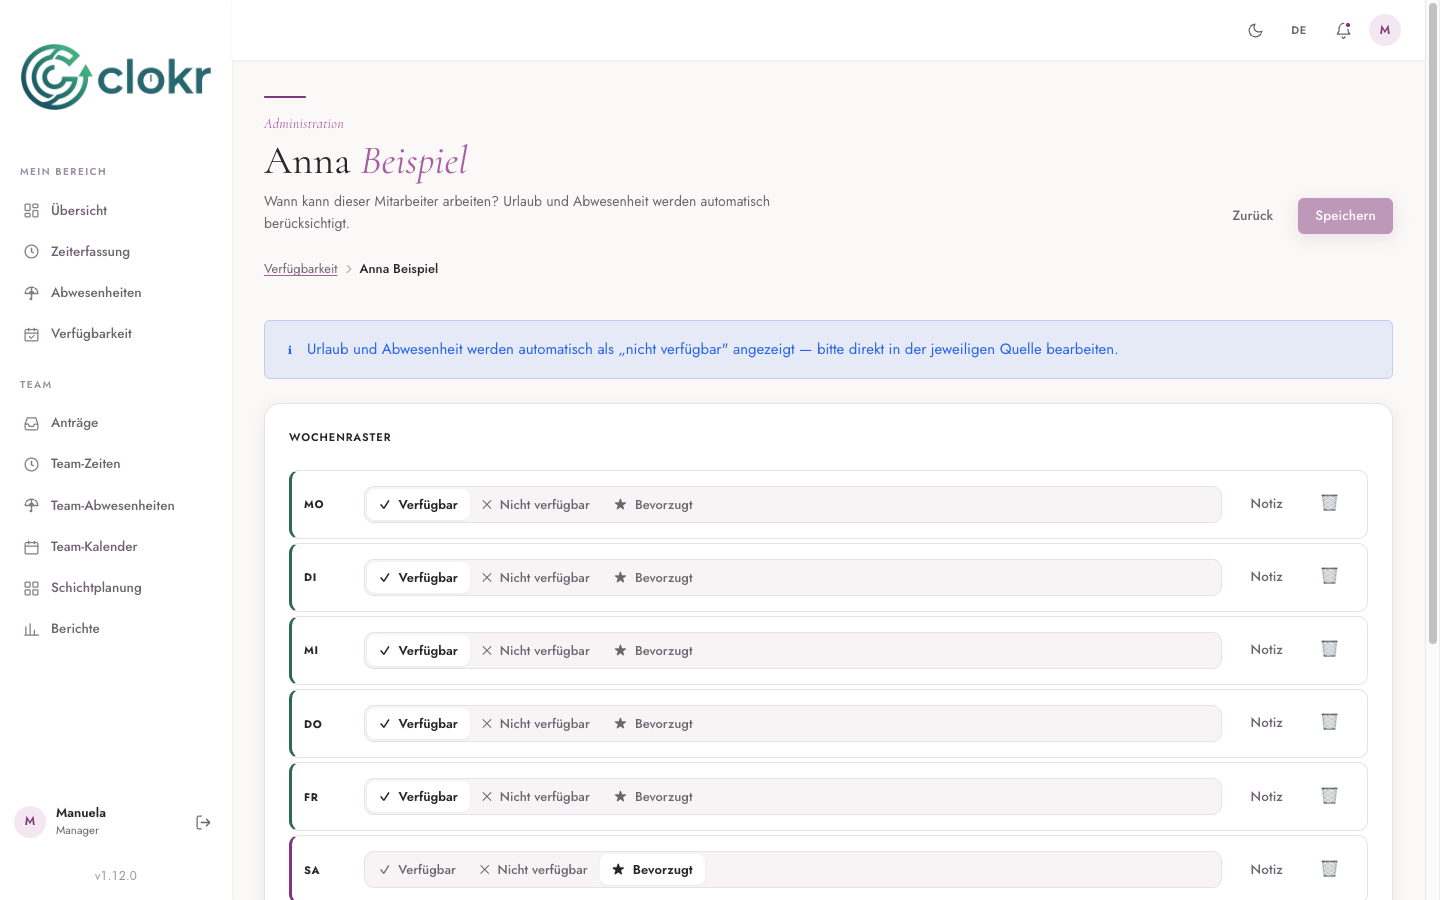 clokr
MEIN BEREICH
Übersicht
Zeiterfassung
Abwesenheiten
Verfügbarkeit
TEAM
Anträge
Team-Zeiten
Team-Abwesenheiten
Team-Kalender
Schichtplanung
Berichte
M
Manuela
Manager
v1.12.0
DE
M
Administration
Anna Beispiel
Wann kann dieser Mitarbeiter arbeiten? Urlaub und Abwesenheit werden automatisch
berücksichtigt.
Zurück
Speichern
Verfügbarkeit > Anna Beispiel
i Urlaub und Abwesenheit werden automatisch als „nicht verfügbar" angezeigt — bitte direkt in der jeweiligen Quelle bearbeiten.
WOCHENRASTER
MO Verfügbar Nicht verfügbar Bevorzugt Notiz
DI Verfügbar Nicht verfügbar Bevorzugt Notiz
MI Verfügbar Nicht verfügbar Bevorzugt Notiz
DO Verfügbar Nicht verfügbar Bevorzugt Notiz
FR Verfügbar Nicht verfügbar Bevorzugt Notiz
SA Verfügbar Nicht verfügbar Bevorzugt Notiz